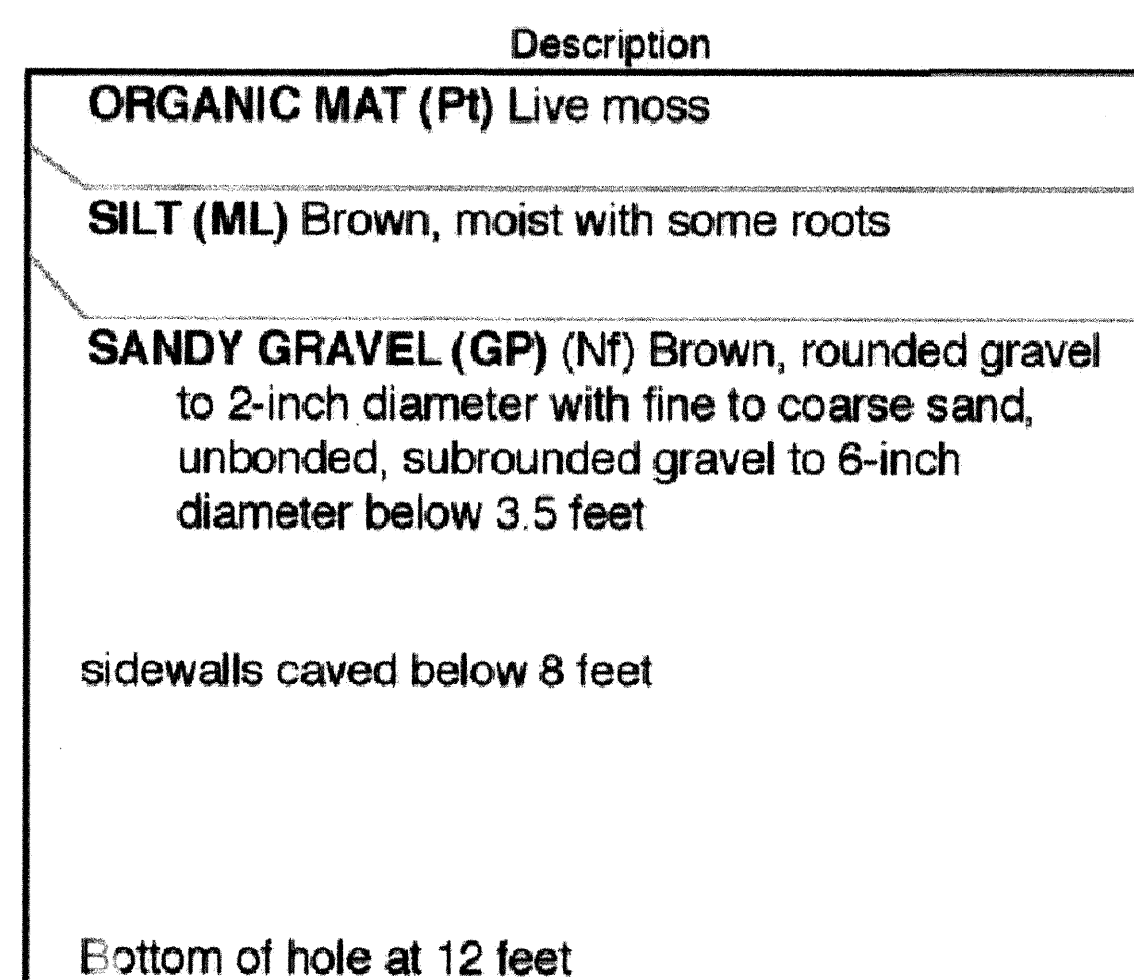 Description
ORGANIC MAT (Pt) Live moss
SILT (ML) Brown, moist with some roots
SANDY GRAVEL (GP) (Nf) Brown, rounded gravel
to 2-inch diameter with fine to coarse sand,
unbonded, subrounded gravel to 6-inch
diameter below 3.5 feet
sidewalls caved below 8 feet
Bottom of hole at 12 feet